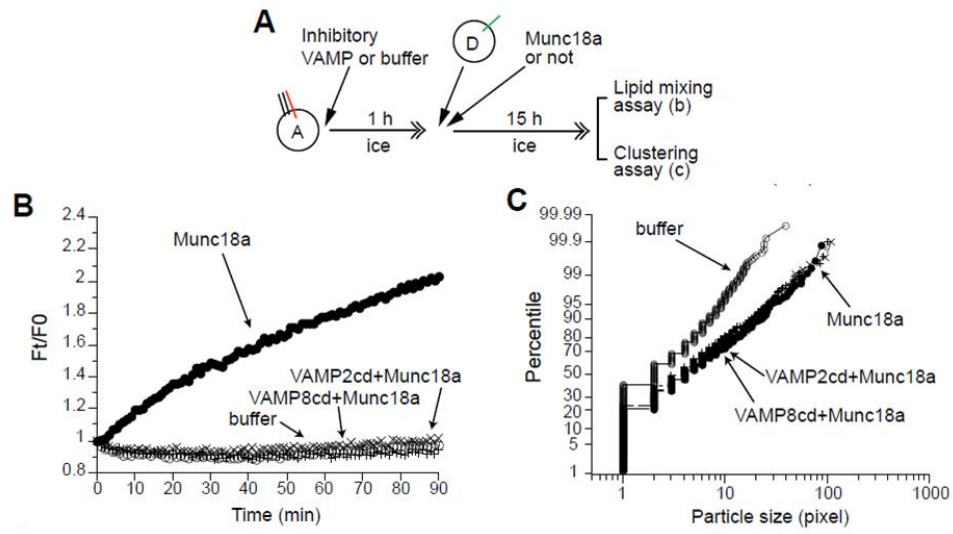 A
Inhibitory
VAMP or buffer
D
Munc18a
or not
A
1 h
ice
15 h
ice
Lipid mixing
assay (b)
Clustering
assay (c)
B
2.4
2.2
2
1.8
1.6
1.4
1.2
1
0.8
Ft/F0
Munc18a
VAMP2cd+Munc18a
VAMP8cd+Munc18a
buffer
0 10 20 30 40 50 60 70 80 90
Time (min)
C
99.99
99.9
99
95
90
80
70
50
30
20
10
5
1
Percentile
buffer
Munc18a
VAMP2cd+Munc18a
VAMP8cd+Munc18a
1 10 100 1000
Particle size (pixel)